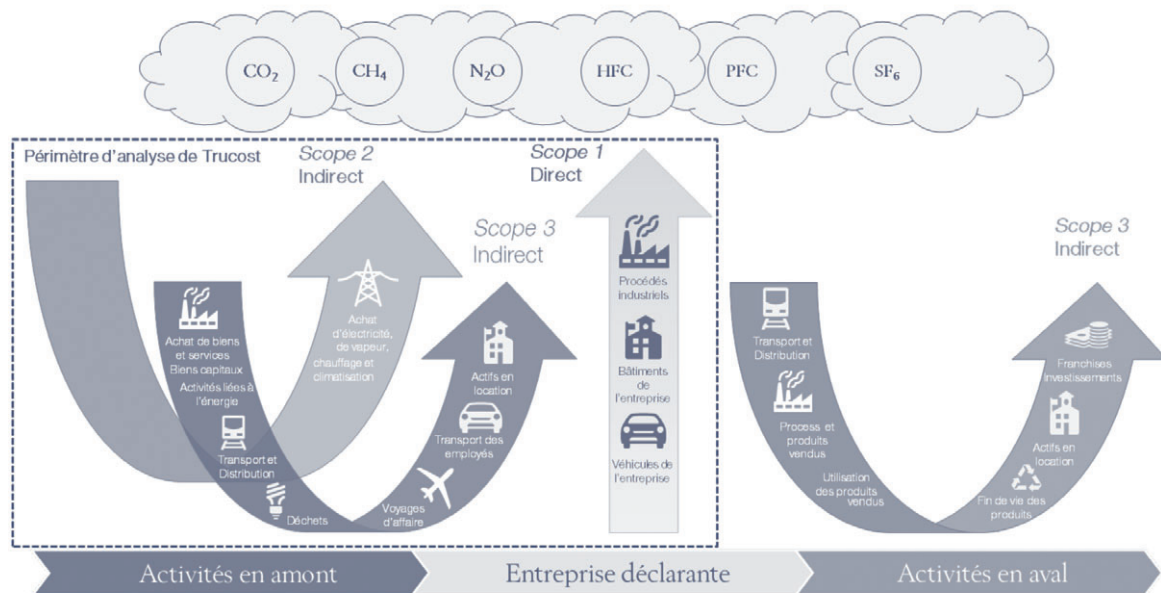 CO₂
CH₄
N₂O
HFC
PFC
SF₆
Périmètre d'analyse de Trucost
Scope 2
Indirect
Scope 1
Direct
Scope 3
Indirect
Scope 3
Indirect
Achat de biens
et services
Biens capitaux
Activités liées à
l'énergie
Transport et
Distribution
Déchets
Voyages
d'affaire
Transport des
employés
Actifs en
location
Achat
d'électricité,
de vapeur,
chauffage et
climatisation
Procédés
industriels
Bâtiments de
l'entreprise
Véhicules de
l'entreprise
Transport et
Distribution
Process et
produits
vendus
Utilisation
des produits
vendus
Fin de vie des
produits
Actifs en
location
Franchises
Investissements
Activités en amont
Entreprise déclarante
Activités en aval